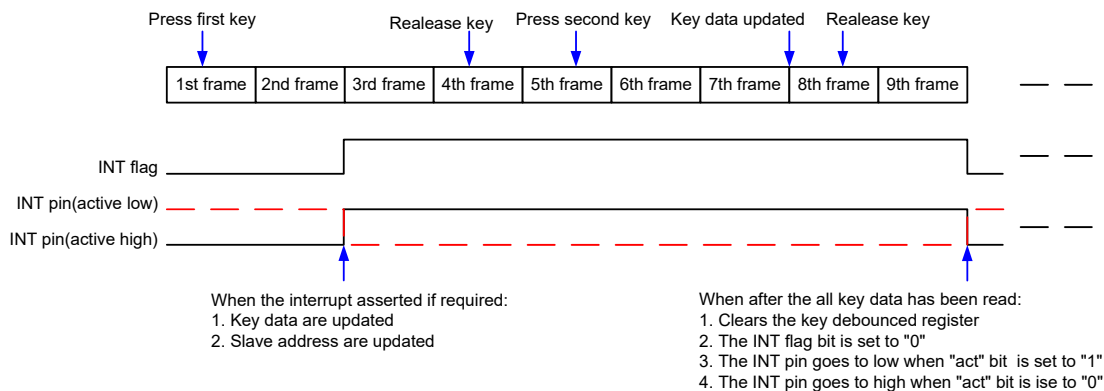 Press first key
Realease key
Press second key
Key data updated
Realease key
1st frame 2nd frame 3rd frame 4th frame 5th frame 6th frame 7th frame 8th frame 9th frame
INT flag
INT pin(active low)
INT pin(active high)
When the interrupt asserted if required:
1. Key data are updated
2. Slave address are updated
When after the all key data has been read:
1. Clears the key debounced register
2. The INT flag bit is set to "0"
3. The INT pin goes to low when "act" bit is set to "1"
4. The INT pin goes to high when "act" bit is ise to "0"